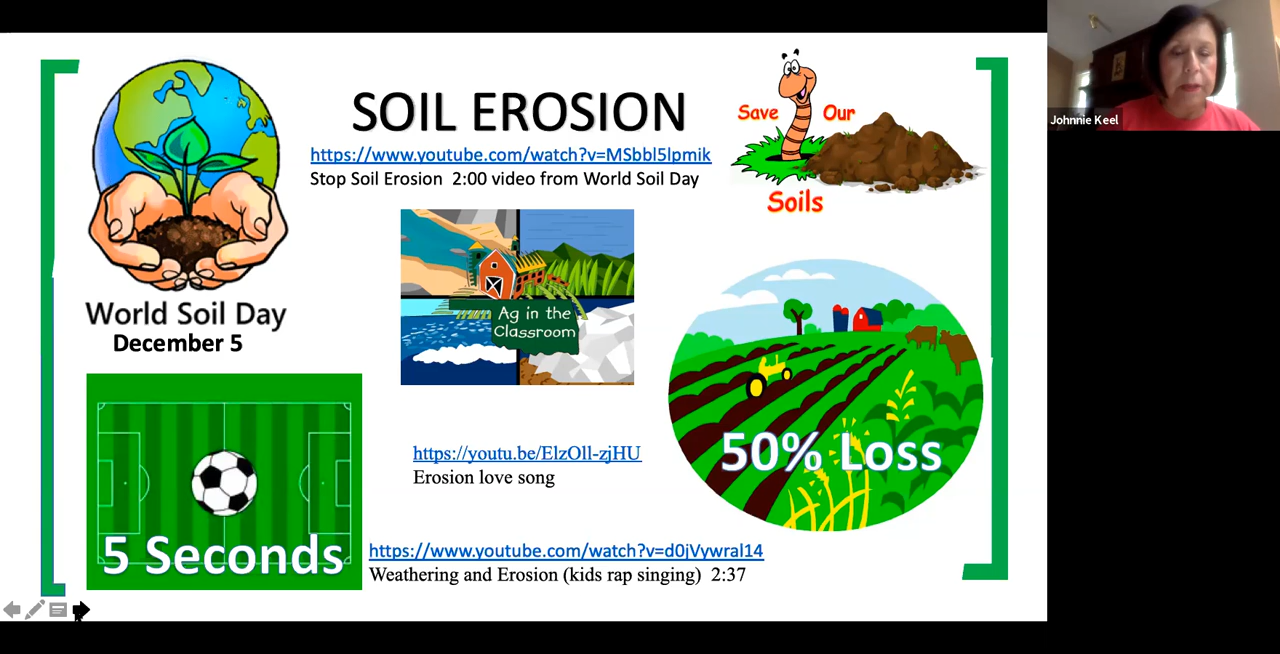 SOIL EROSION
https://www.youtube.com/watch?v=MSbbl5lpmik
Stop Soil Erosion 2:00 video from World Soil Day
Save Our
Soils
Johnnie Keel
World Soil Day
December 5
Ag in the
Classroom
50% Loss
https://youtu.be/ElzOll-zjHU
Erosion love song
5 Seconds
https://www.youtube.com/watch?v=d0jVywral14
Weathering and Erosion (kids rap singing) 2:37